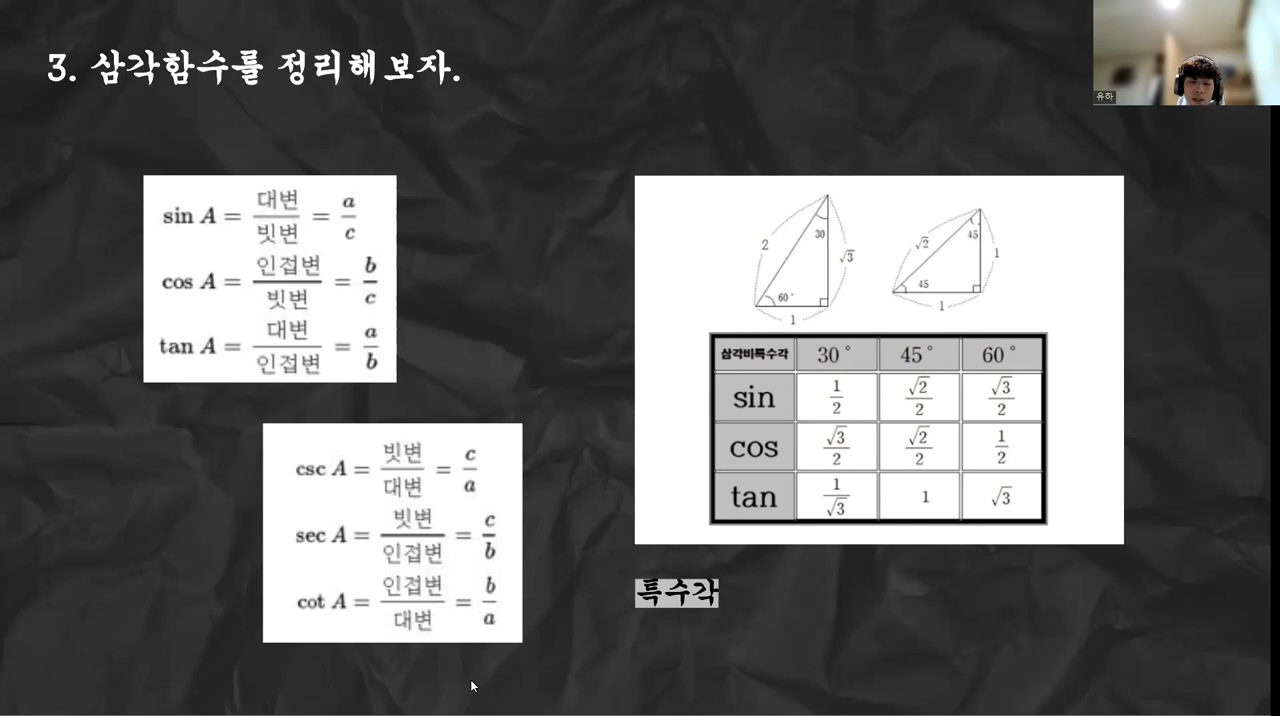 3. 삼각함수를 정리해보자.
유하
sin A = 대변/빗변 = a/c
cos A = 인접변/빗변 = b/c
tan A = 대변/인접변 = a/b
csc A = 빗변/대변 = c/a
sec A = 빗변/인접변 = c/b
cot A = 인접변/대변 = b/a
2 30 √3 60° 1
√2 45 1 45 1
삼각비특수각 30° 45° 60°
sin 1/2 √2/2 √3/2
cos √3/2 √2/2 1/2
tan 1/√3 1 √3
특수각